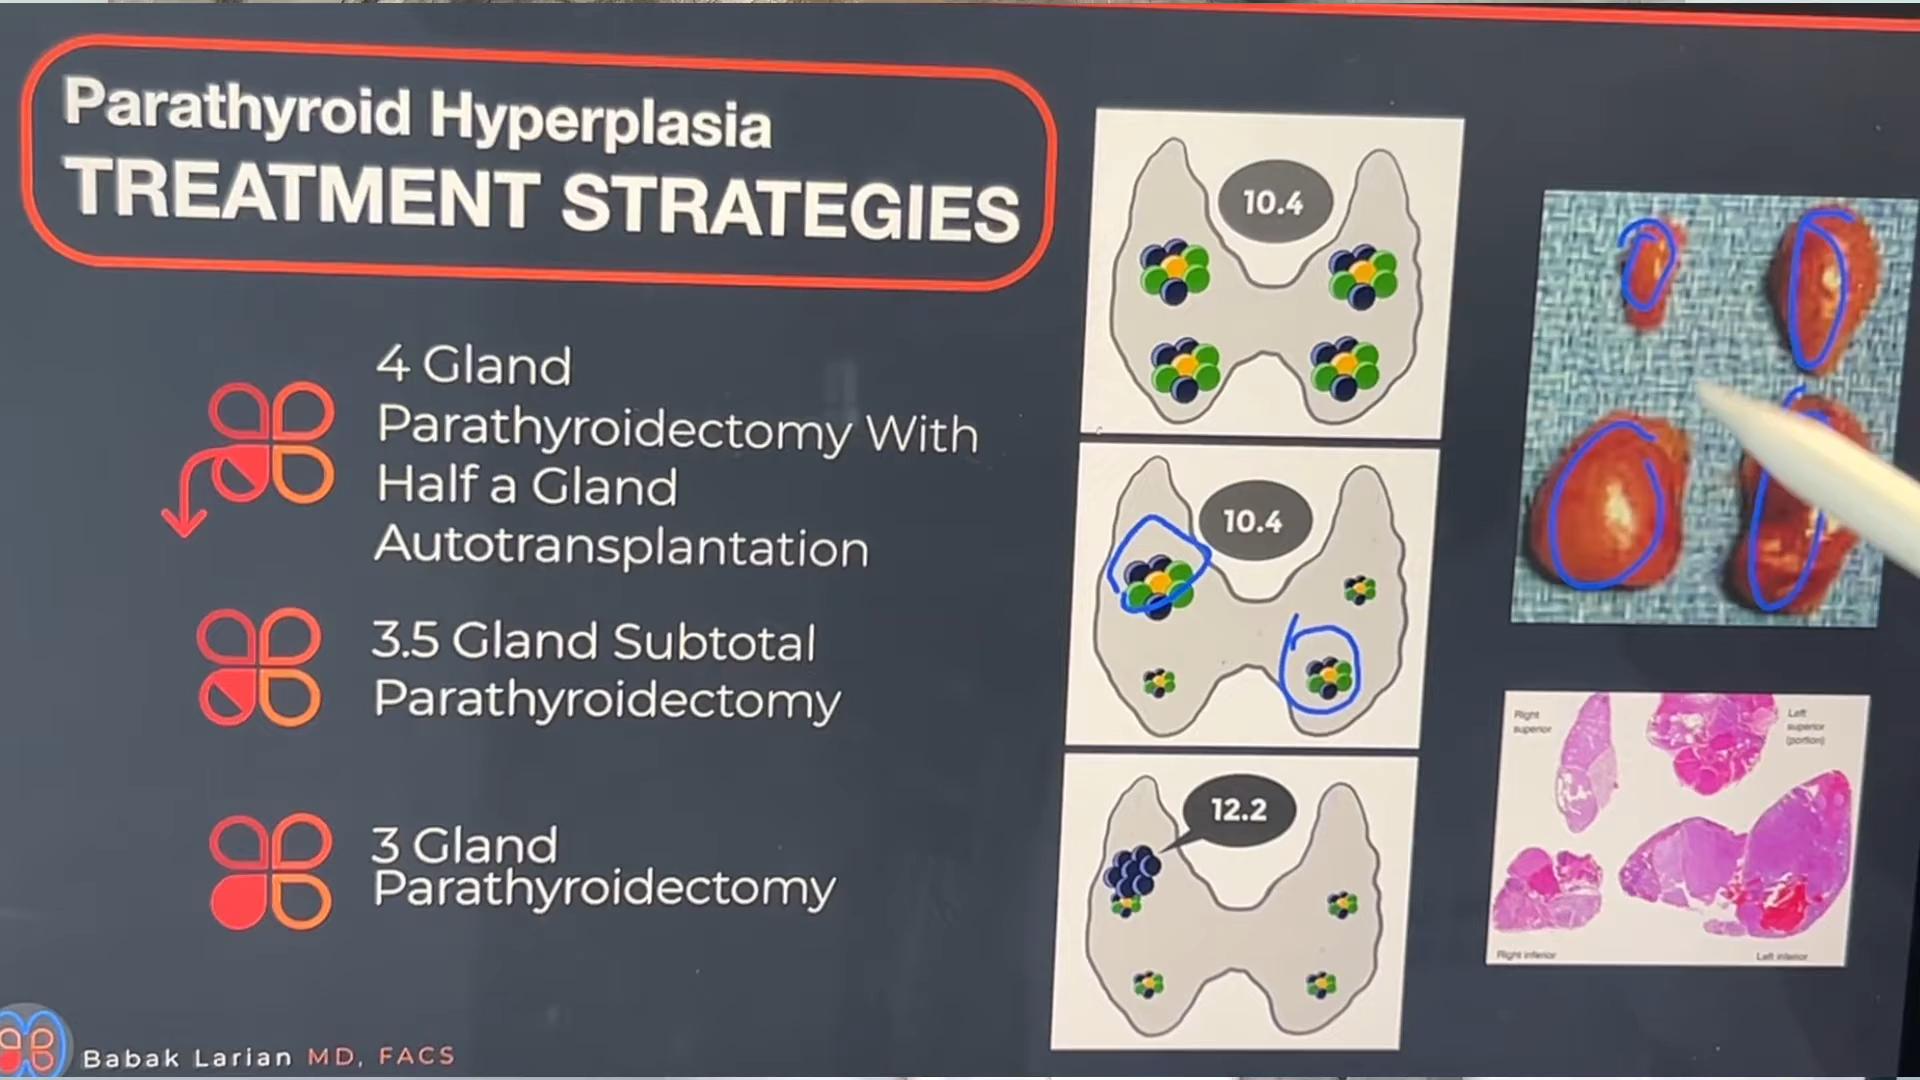 Parathyroid Hyperplasia
TREATMENT STRATEGIES
4 Gland
Parathyroidectomy With
Half a Gland
Autotransplantation
3.5 Gland Subtotal
Parathyroidectomy
3 Gland
Parathyroidectomy
10.4
10.4
12.2
Right
superior
Left
superior
(portion)
Right inferior
Left inferior
Babak Larian MD, FACS